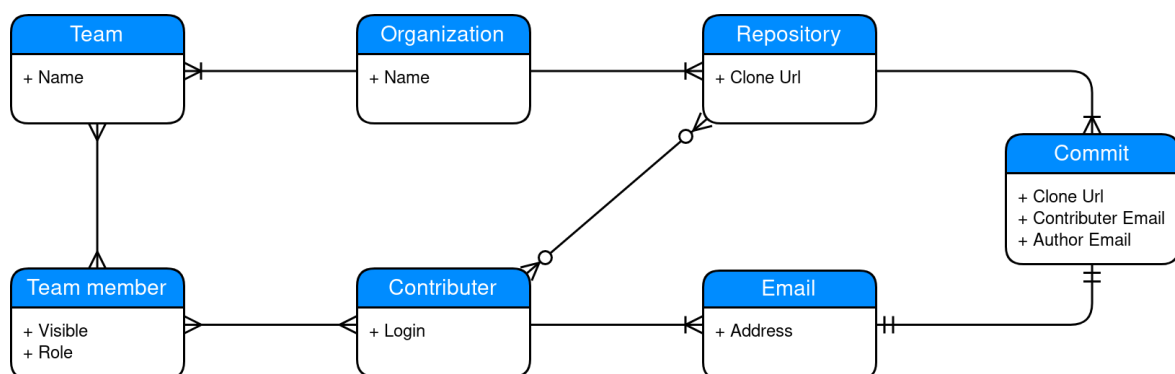 Team
+ Name
Organization
+ Name
Repository
+ Clone Url
Commit
+ Clone Url
+ Contributer Email
+ Author Email
Team member
+ Visible
+ Role
Contributer
+ Login
Email
+ Address